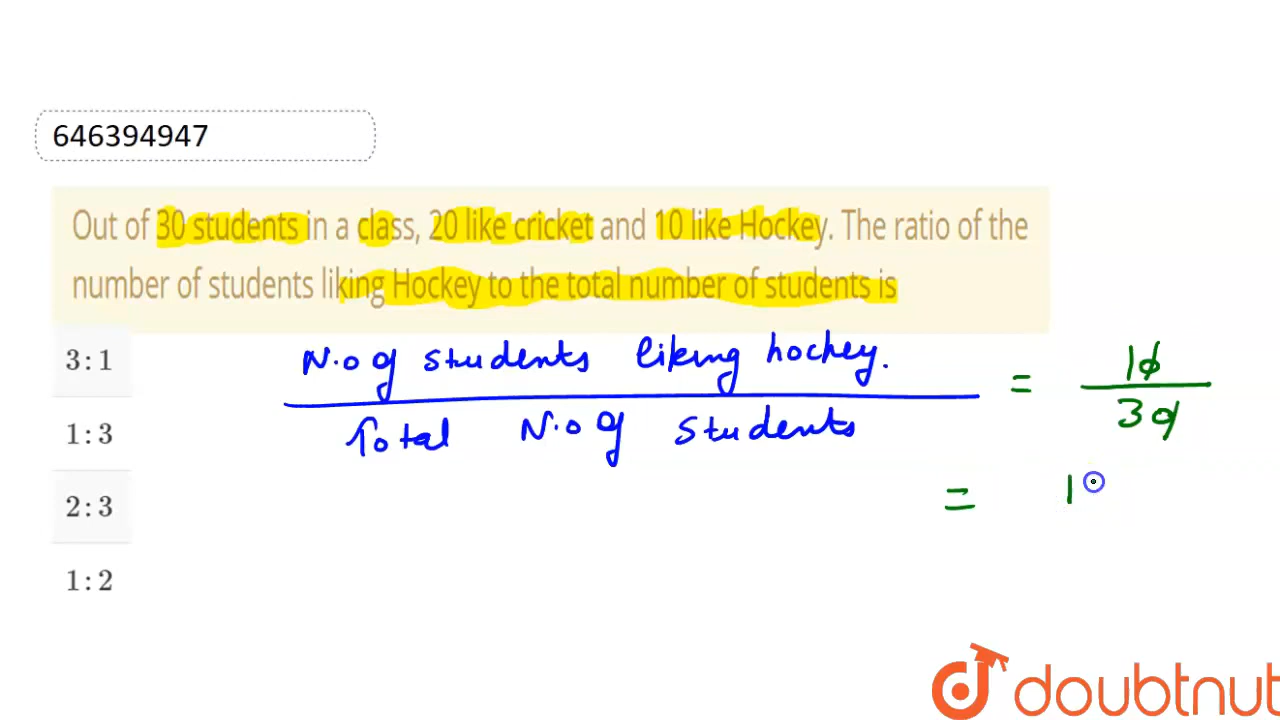 646394947
Out of 30 students in a class, 20 like cricket and 10 like Hockey. The ratio of the
number of students liking Hockey to the total number of students is
3 : 1
1 : 3
2 : 3
1 : 2
N.o of students liking hockey.
Total N.o of students
= 10
30
= 1
doubtnut